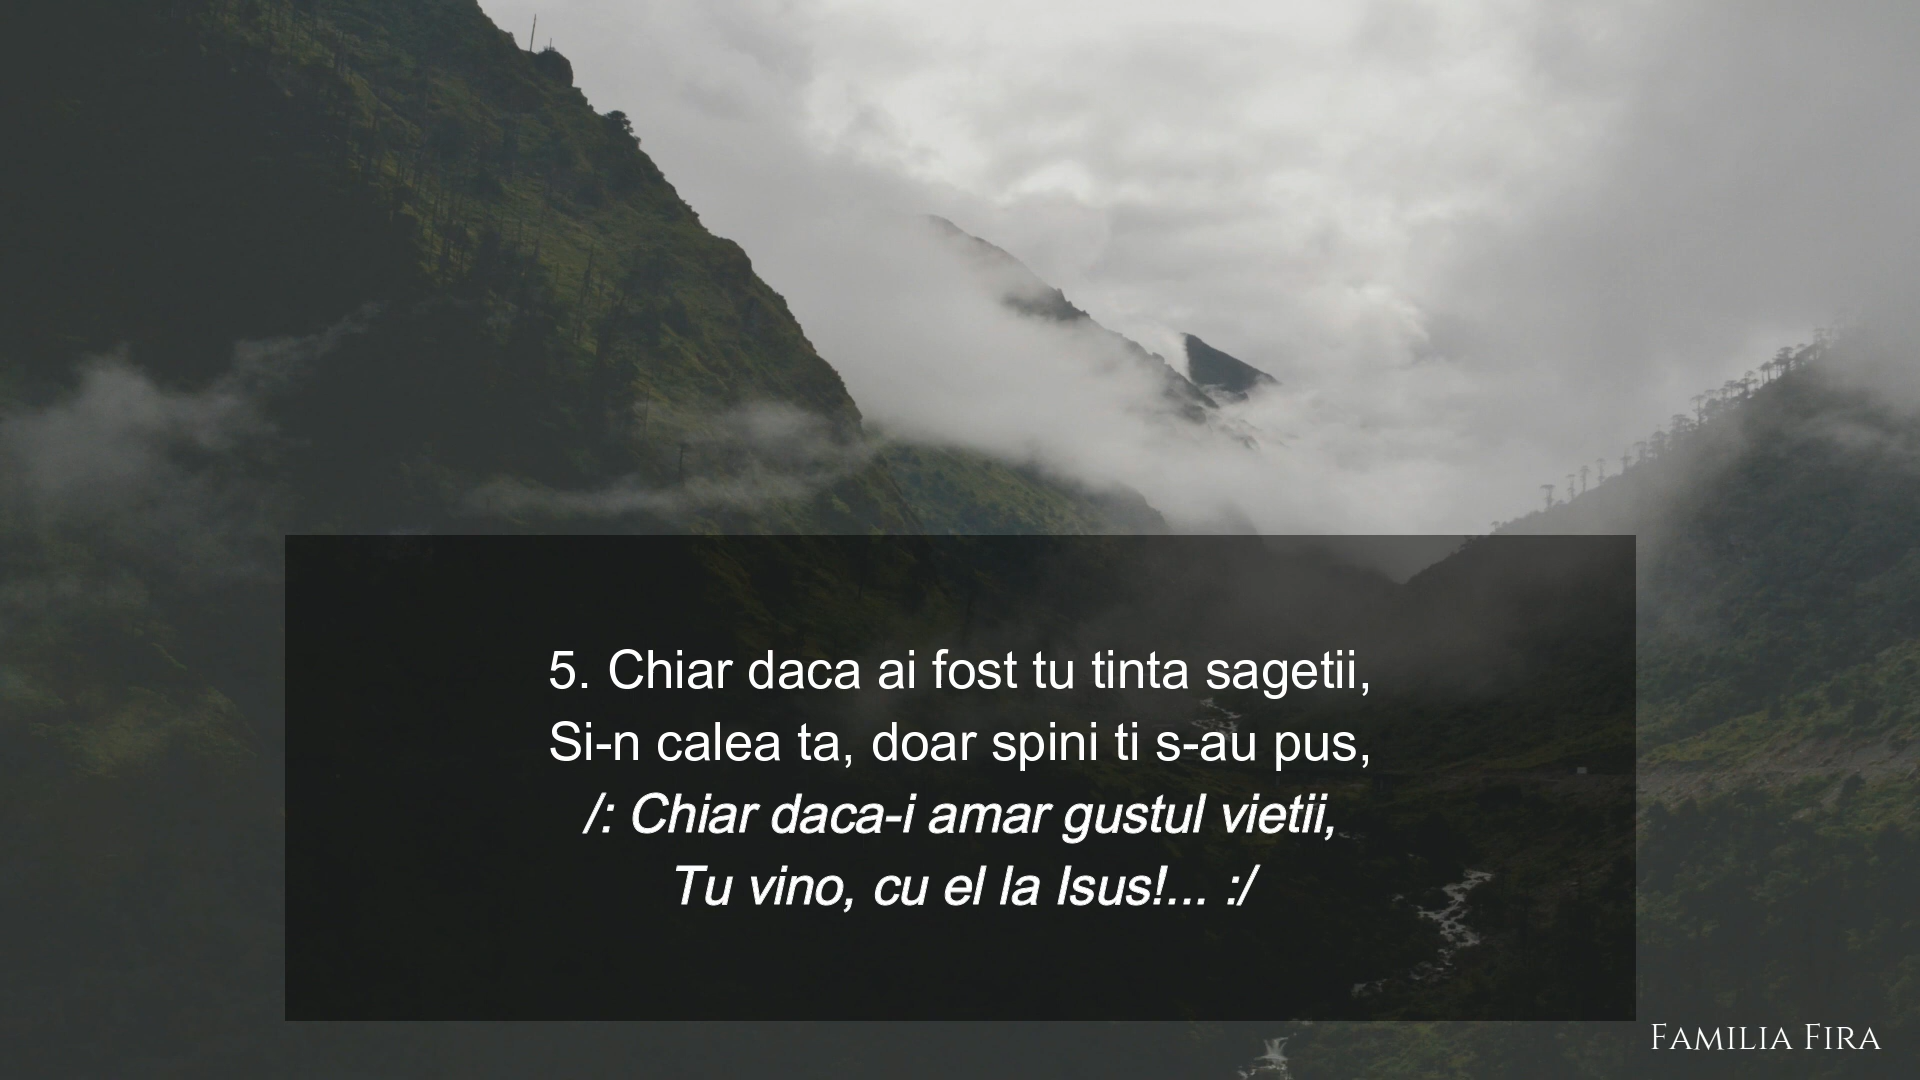 5. Chiar daca ai fost tu tinta sagetii,
Si-n calea ta, doar spini ti s-au pus,
/: Chiar daca-i amar gustul vietii,
Tu vino, cu el la Isus!... :/
Familia Fira